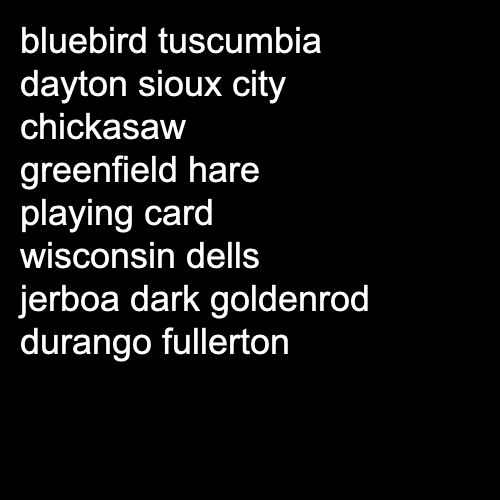 bluebird tuscumbia
dayton sioux city
chickasaw
greenfield hare
playing card
wisconsin dells
jerboa dark goldenrod
durango fullerton